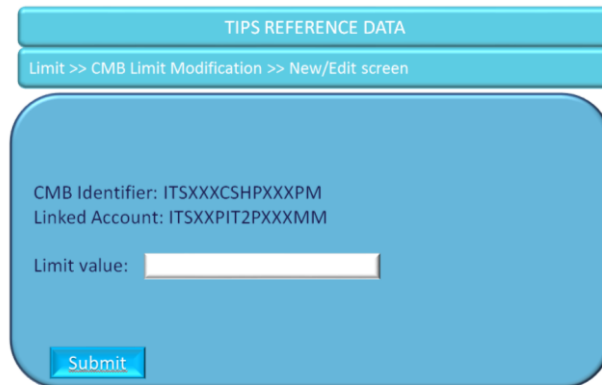 TIPS REFERENCE DATA
Limit >> CMB Limit Modification >> New/Edit screen
CMB Identifier: ITSXXXCSHPXXXPM
Linked Account: ITSXXPIT2PXXXMM
Limit value:
Submit